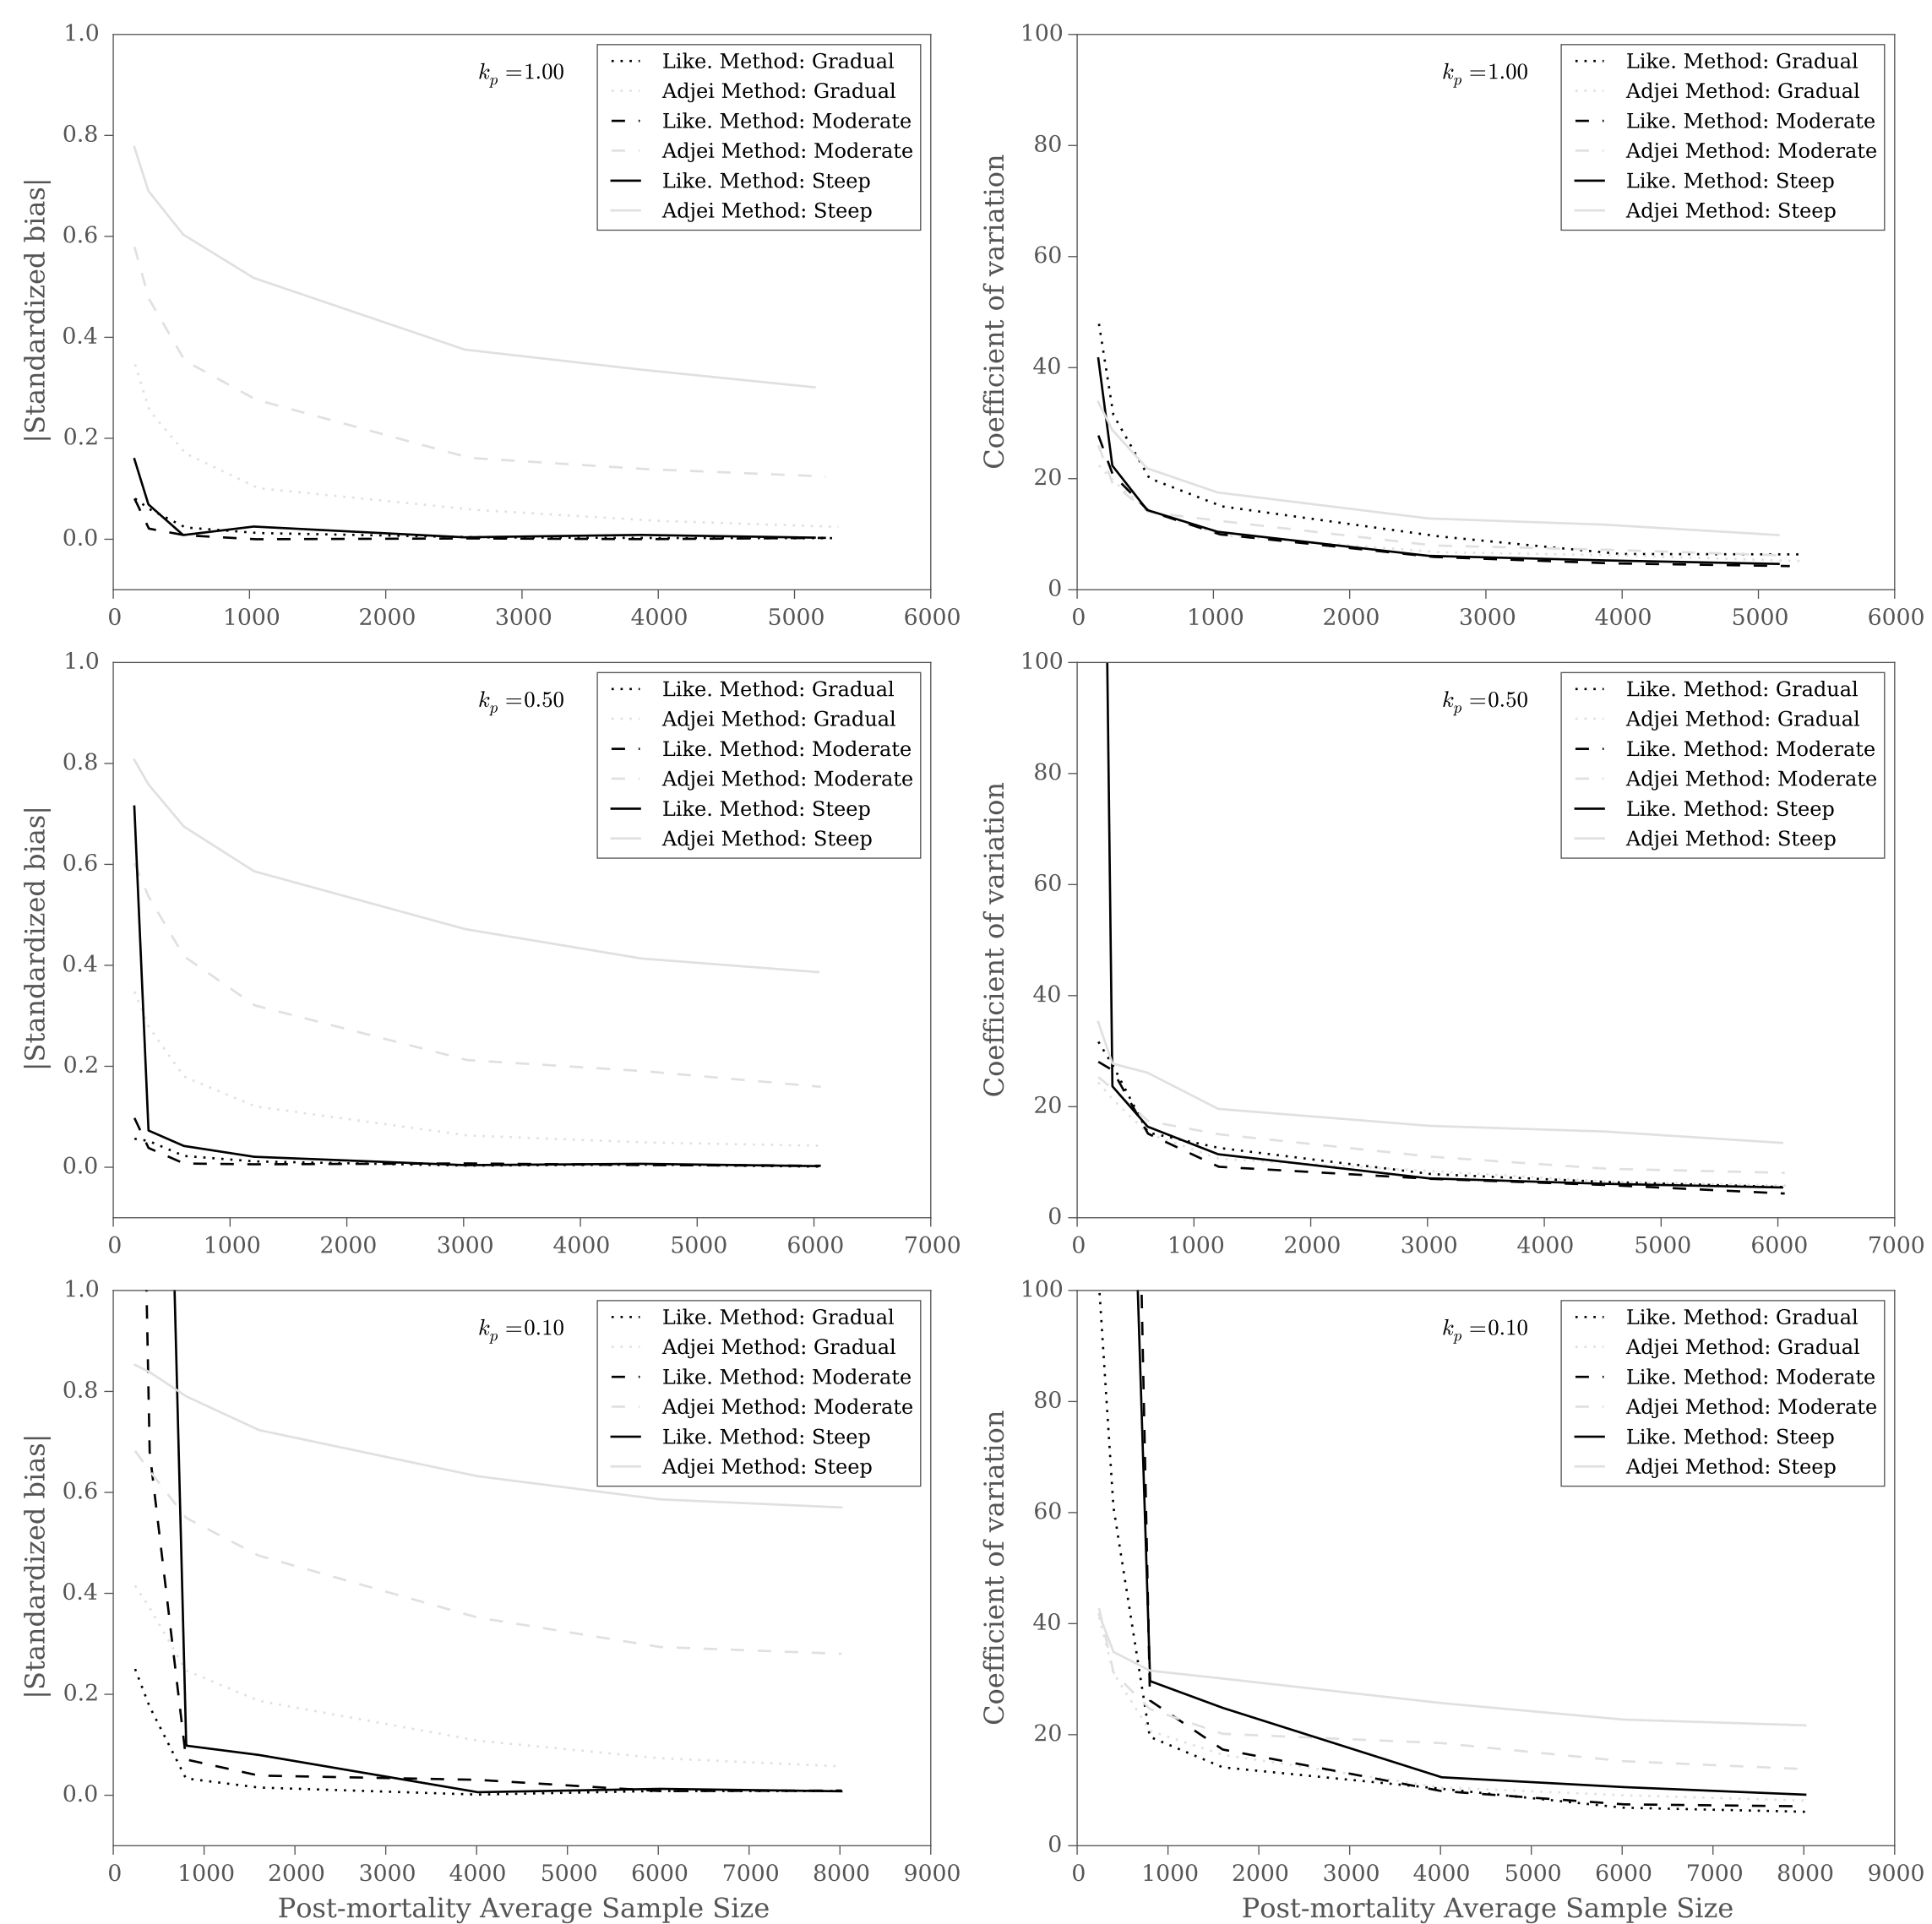 1.0
0.8
0.6
0.4
0.2
0.0
|Standardized bias|
kp =1.00
Like. Method: Gradual
Adjei Method: Gradual
Like. Method: Moderate
Adjei Method: Moderate
Like. Method: Steep
Adjei Method: Steep
0 1000 2000 3000 4000 5000 6000
100
80
60
40
20
0
Coefficient of variation
kp =1.00
Like. Method: Gradual
Adjei Method: Gradual
Like. Method: Moderate
Adjei Method: Moderate
Like. Method: Steep
Adjei Method: Steep
0 1000 2000 3000 4000 5000 6000
1.0
0.8
0.6
0.4
0.2
0.0
|Standardized bias|
kp =0.50
Like. Method: Gradual
Adjei Method: Gradual
Like. Method: Moderate
Adjei Method: Moderate
Like. Method: Steep
Adjei Method: Steep
0 1000 2000 3000 4000 5000 6000 7000
100
80
60
40
20
0
Coefficient of variation
kp =0.50
Like. Method: Gradual
Adjei Method: Gradual
Like. Method: Moderate
Adjei Method: Moderate
Like. Method: Steep
Adjei Method: Steep
0 1000 2000 3000 4000 5000 6000 7000
1.0
0.8
0.6
0.4
0.2
0.0
|Standardized bias|
kp =0.10
Like. Method: Gradual
Adjei Method: Gradual
Like. Method: Moderate
Adjei Method: Moderate
Like. Method: Steep
Adjei Method: Steep
0 1000 2000 3000 4000 5000 6000 7000 8000 9000
Post-mortality Average Sample Size
100
80
60
40
20
0
Coefficient of variation
kp =0.10
Like. Method: Gradual
Adjei Method: Gradual
Like. Method: Moderate
Adjei Method: Moderate
Like. Method: Steep
Adjei Method: Steep
0 1000 2000 3000 4000 5000 6000 7000 8000 9000
Post-mortality Average Sample Size